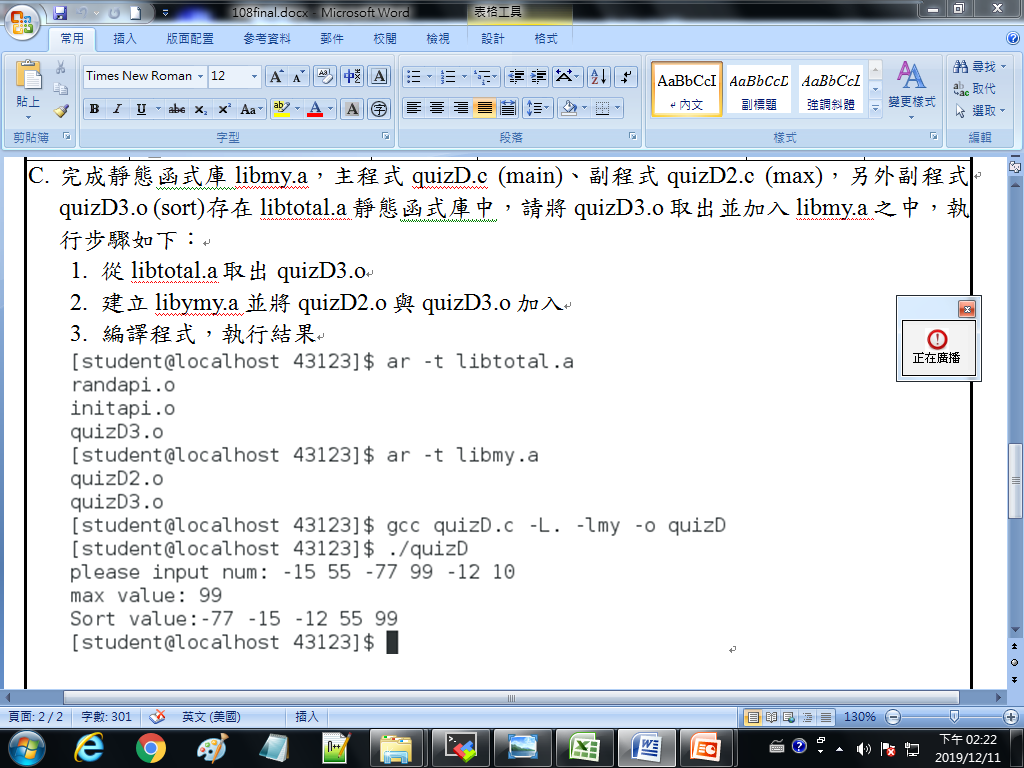 108final.docx - Microsoft Word
表格工具
常用 插入 版面配置 參考資料 郵件 校閱 檢視 設計 格式
貼上
剪貼簿
Times New Roman 12
字型
段落
AaBbCcI AaBbCcD AaBbCcI
內文 副標題 強調斜體
變更樣式
樣式
尋找
取代
選取
編輯
C. 完成靜態函式庫 libmy.a，主程式 quizD.c (main)、副程式 quizD2.c (max)，另外副程式
quizD3.o (sort)存在 libtotal.a 靜態函式庫中，請將 quizD3.o 取出並加入 libmy.a 之中，執
行步驟如下：
1. 從 libtotal.a 取出 quizD3.o
2. 建立 libymy.a 並將 quizD2.o 與 quizD3.o 加入
3. 編譯程式，執行結果
[student@localhost 43123]$ ar -t libtotal.a
randapi.o
initapi.o
quizD3.o
[student@localhost 43123]$ ar -t libmy.a
quizD2.o
quizD3.o
[student@localhost 43123]$ gcc quizD.c -L. -lmy -o quizD
[student@localhost 43123]$ ./quizD
please input num: -15 55 -77 99 -12 10
max value: 99
Sort value:-77 -15 -12 55 99
[student@localhost 43123]$
正在廣播
頁面: 2 / 2 字數: 301 英文 (美國) 插入 130%
下午 02:22
2019/12/11